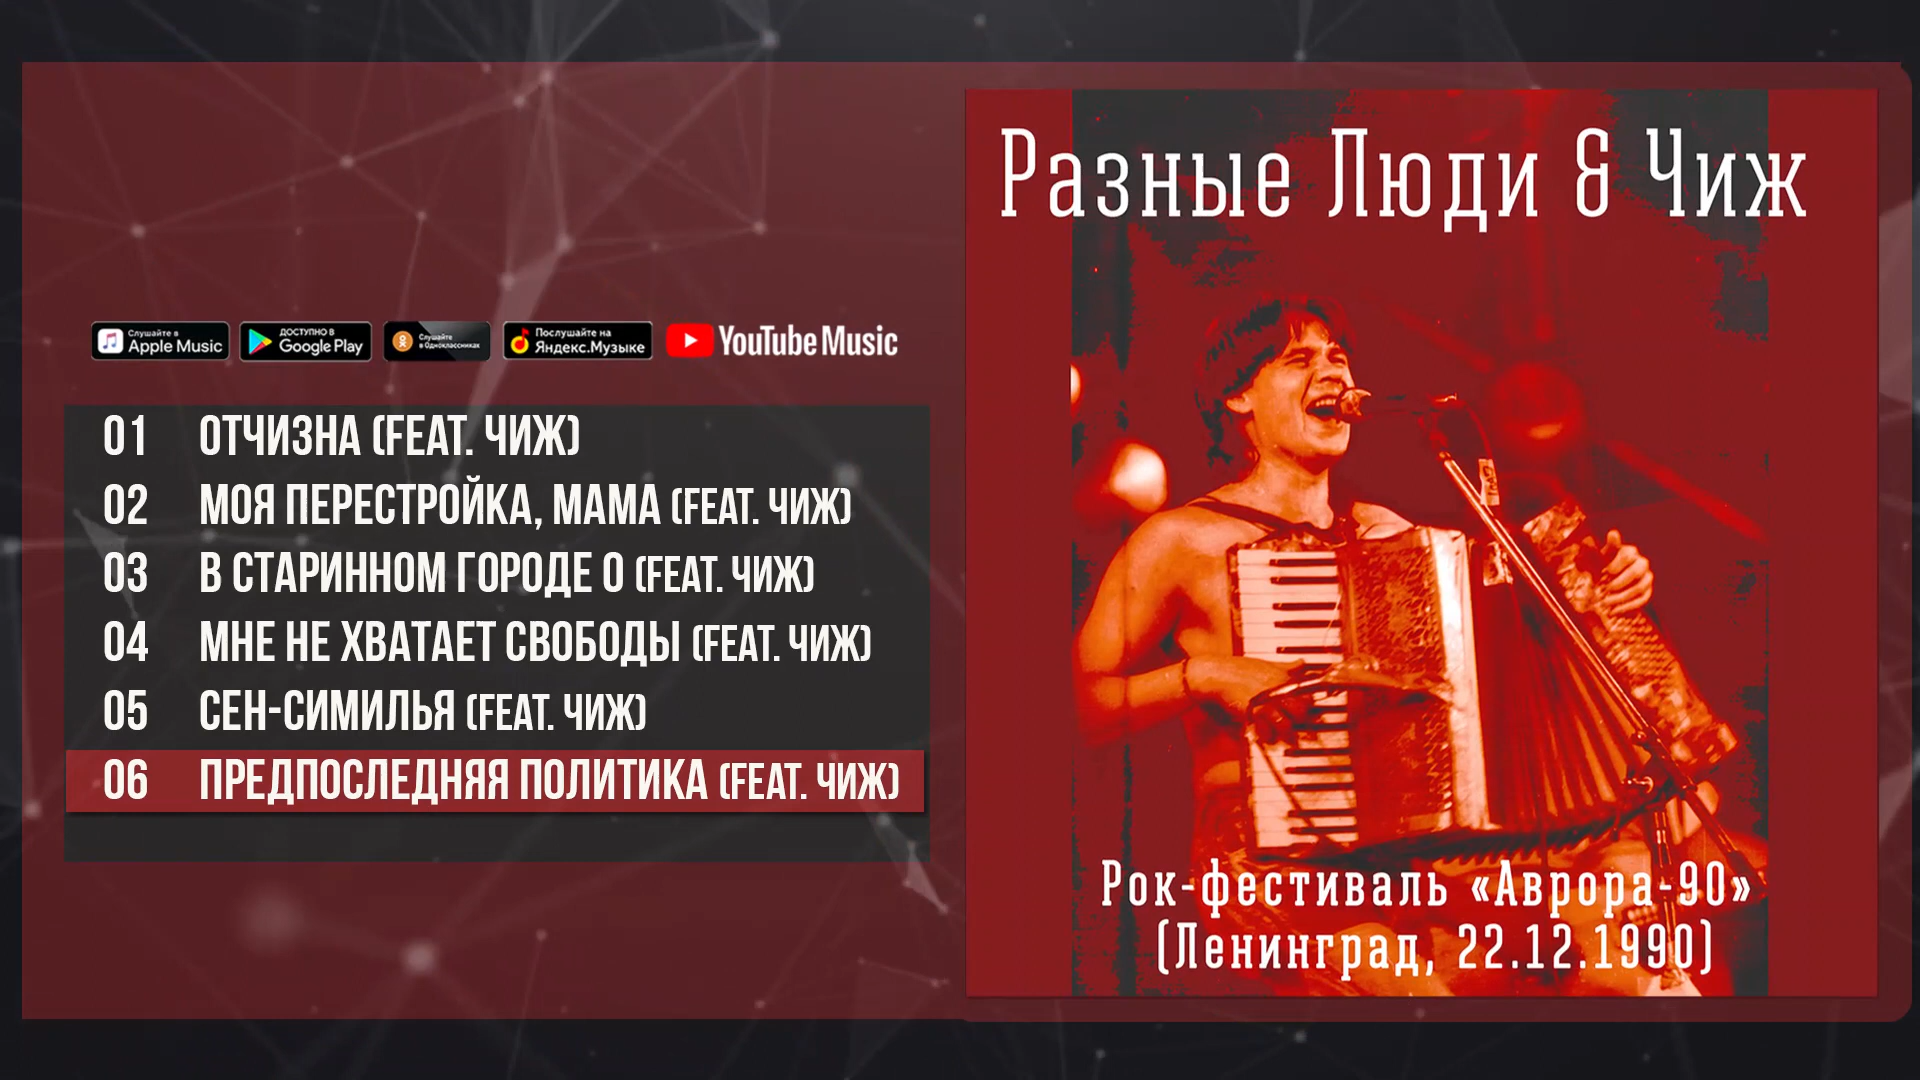 Слушайте в
Apple Music
ДОСТУПНО В
Google Play
Слушайте
в Одноклассниках
Послушайте на
Яндекс.Музыке
YouTube Music
01 ОТЧИЗНА (FEAT. ЧИЖ)
02 МОЯ ПЕРЕСТРОЙКА, МАМА (FEAT. ЧИЖ)
03 В СТАРИННОМ ГОРОДЕ О (FEAT. ЧИЖ)
04 МНЕ НЕ ХВАТАЕТ СВОБОДЫ (FEAT. ЧИЖ)
05 СЕН-СИМИЛЬЯ (FEAT. ЧИЖ)
06 ПРЕДПОСЛЕДНЯЯ ПОЛИТИКА (FEAT. ЧИЖ)
Разные Люди & Чиж
Рок-фестиваль «Аврора-90»
(Ленинград, 22.12.1990)